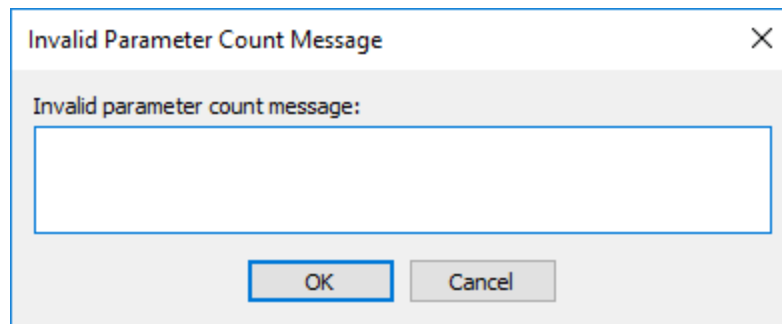 Invalid Parameter Count Message
Invalid parameter count message:
OK Cancel